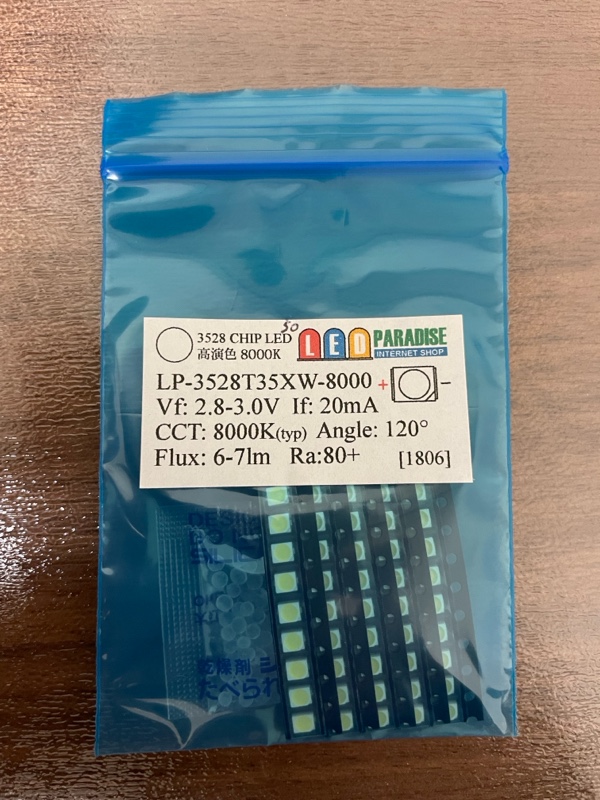 50
3528 CHIP LED
高演色 8000K
LED PARADISE
INTERNET SHOP
LP-3528T35XW-8000 + -
Vf: 2.8-3.0V If: 20mA
CCT: 8000K(typ) Angle: 120°
Flux: 6-7lm Ra:80+ [1806]
乾燥剤 シ
たべられ